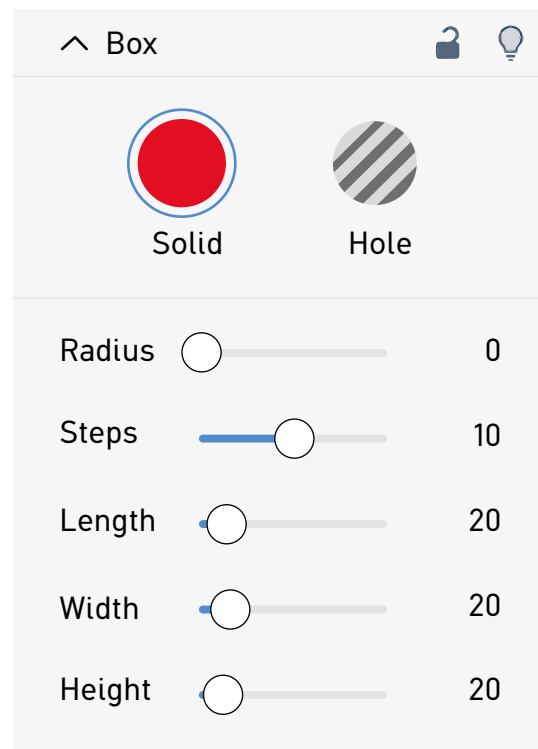 Box
Solid Hole
Radius 0
Steps 10
Length 20
Width 20
Height 20